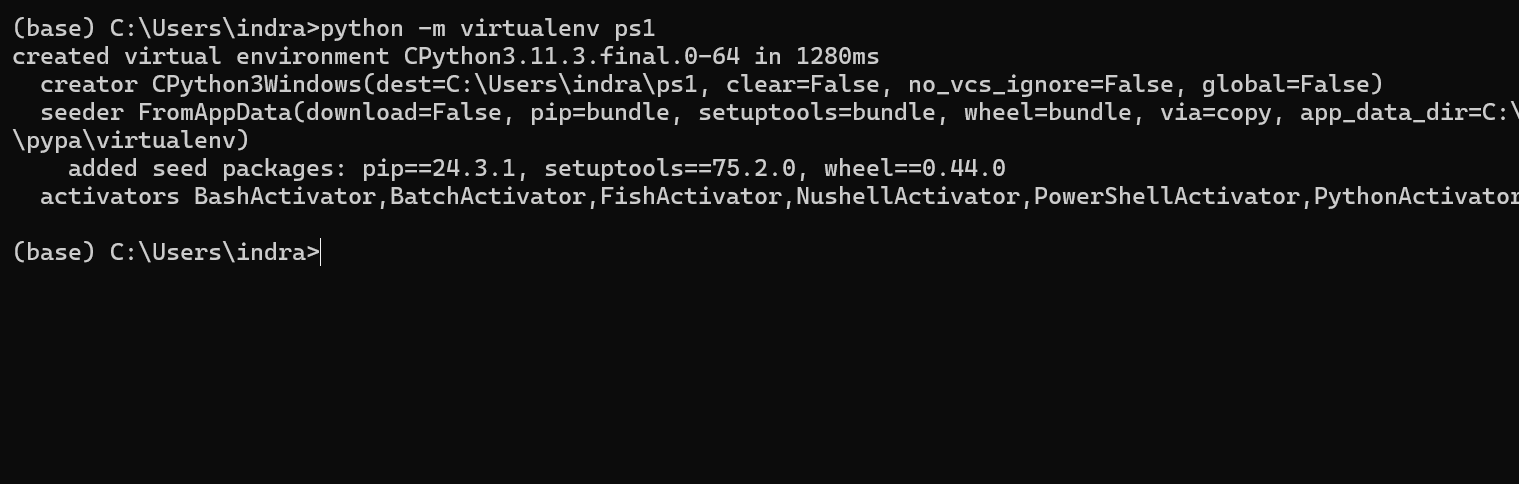 (base) C:\Users\indra>python -m virtualenv ps1
created virtual environment CPython3.11.3.final.0-64 in 1280ms
  creator CPython3Windows(dest=C:\Users\indra\ps1, clear=False, no_vcs_ignore=False, global=False)
  seeder FromAppData(download=False, pip=bundle, setuptools=bundle, wheel=bundle, via=copy, app_data_dir=C:\
\pypa\virtualenv)
    added seed packages: pip==24.3.1, setuptools==75.2.0, wheel==0.44.0
  activators BashActivator,BatchActivator,FishActivator,NushellActivator,PowerShellActivator,PythonActivator
(base) C:\Users\indra>